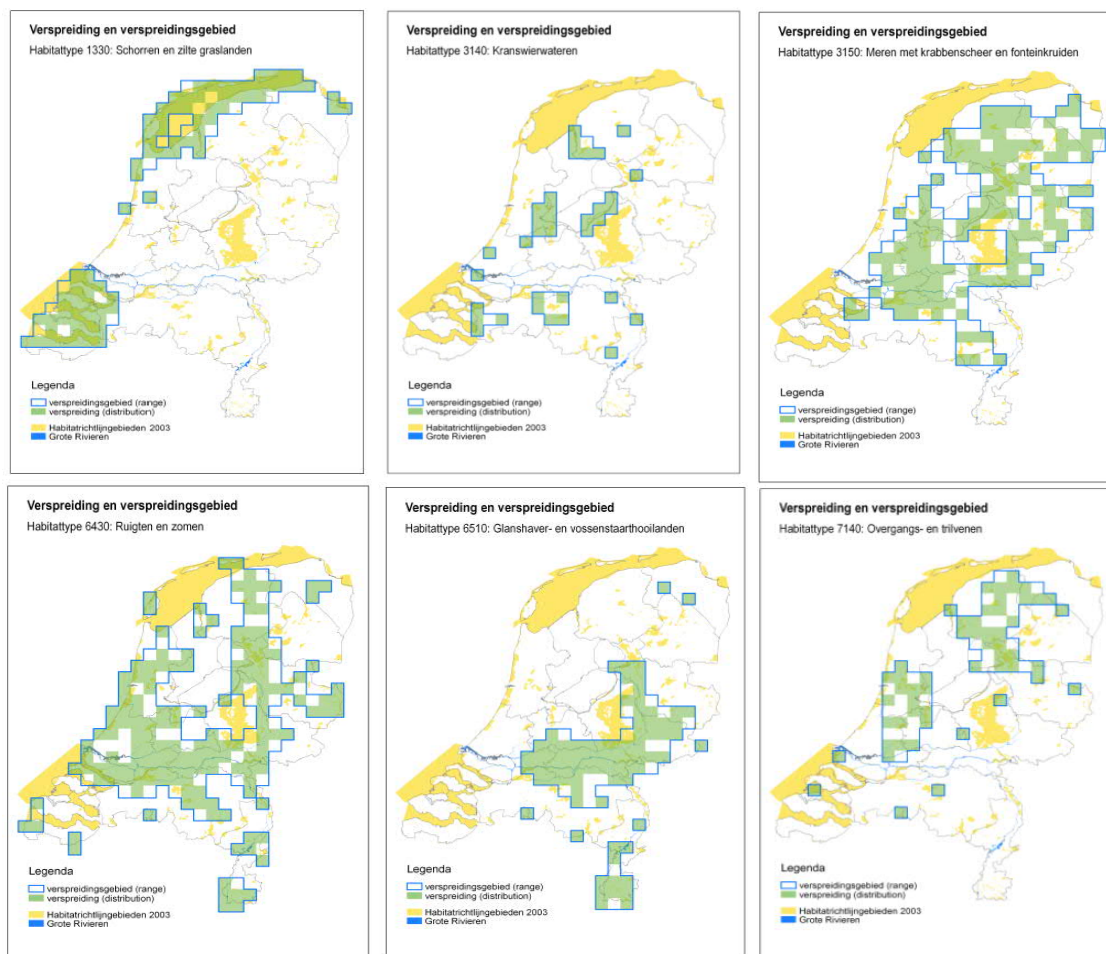 Verspreiding en verspreidingsgebied
Habitattype 1330: Schorren en zilte graslanden
Legenda
verspreidingsgebied (range)
verspreiding (distribution)
Habitatrichtlijngebieden 2003
Grote Rivieren
Verspreiding en verspreidingsgebied
Habitattype 3140: Kranswierwateren
Legenda
verspreidingsgebied (range)
verspreiding (distribution)
Habitatrichtlijngebieden 2003
Grote Rivieren
Verspreiding en verspreidingsgebied
Habitattype 3150: Meren met krabbenscheer en fonteinkruiden
Legenda
verspreidingsgebied (range)
verspreiding (distribution)
Habitatrichtlijngebieden 2003
Grote Rivieren
Verspreiding en verspreidingsgebied
Habitattype 6430: Ruigten en zomen
Legenda
verspreidingsgebied (range)
verspreiding (distribution)
Habitatrichtlijngebieden 2003
Grote Rivieren
Verspreiding en verspreidingsgebied
Habitattype 6510: Glanshaver- en vossenstaarthooilanden
Legenda
verspreidingsgebied (range)
verspreiding (distribution)
Habitatrichtlijngebieden 2003
Grote Rivieren
Verspreiding en verspreidingsgebied
Habitattype 7140: Overgangs- en trilvenen
Legenda
verspreidingsgebied (range)
verspreiding (distribution)
Habitatrichtlijngebieden 2003
Grote Rivieren